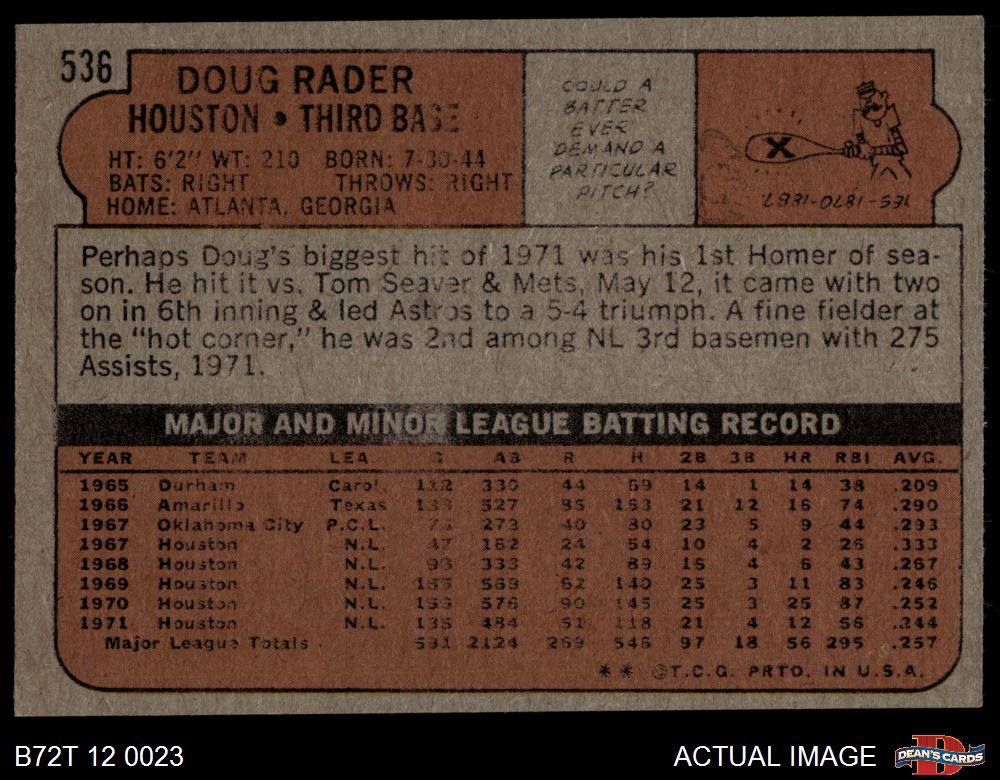 536
DOUG RADER
HOUSTON • THIRD BASE
HT: 6'2" WT: 210 BORN: 7-30-44
BATS: RIGHT THROWS: RIGHT
HOME: ATLANTA, GEORGIA
COULD A
BATTER
EVER
DEMAND A
PARTICULAR
PITCH?
X
YES-1870-1887
Perhaps Doug's biggest hit of 1971 was his 1st Homer of sea-
son. He hit it vs. Tom Seaver & Mets, May 12, it came with two
on in 6th inning & led Astros to a 5-4 triumph. A fine fielder at
the "hot corner," he was 2nd among NL 3rd basemen with 275
Assists, 1971.
MAJOR AND MINOR LEAGUE BATTING RECORD
YEAR TEAM LEA. G AB R H 2B 3B HR RBI AVG.
1965 Durham Carol. 112 330 44 69 14 1 14 38 .209
1966 Amarillo Texas 527 85 153 21 12 16 74 .290
1967 Oklahoma City P.C.L. 273 40 80 23 5 9 44 .293
1967 Houston N.L. 47 162 24 54 10 4 2 26 .333
1968 Houston N.L. 333 42 89 16 4 6 43 .267
1969 Houston N.L. 155 569 62 140 25 3 11 83 .246
1970 Houston N.L. 576 90 145 25 3 25 87 .252
1971 Houston N.L. 135 484 51 118 21 4 12 56 .244
Major League Totals 2124 269 546 97 18 56 295 .257
** ©T.C.G. PRTD. IN U.S.A.
B72T 12 0023
ACTUAL IMAGE
D
DEAN'S CARDS